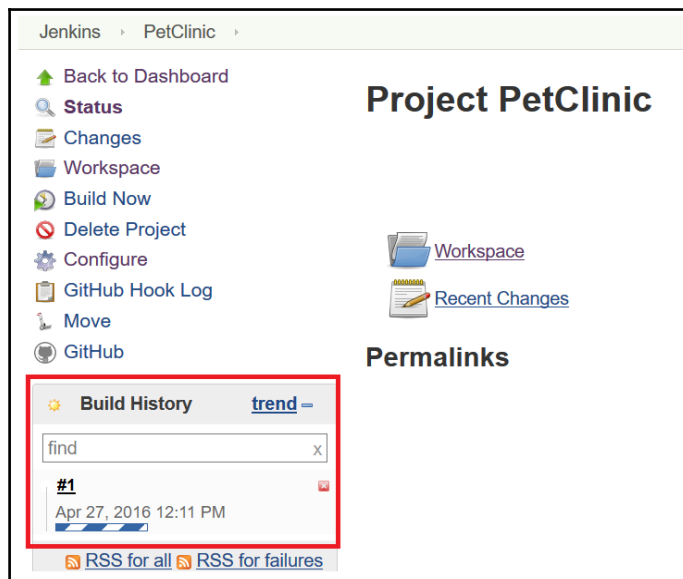 Jenkins PetClinic
Back to Dashboard
Status
Changes
Workspace
Build Now
Delete Project
Configure
GitHub Hook Log
Move
GitHub
Build History trend
find x
#1
Apr 27, 2016 12:11 PM
RSS for all RSS for failures
Project PetClinic
Workspace
Recent Changes
Permalinks